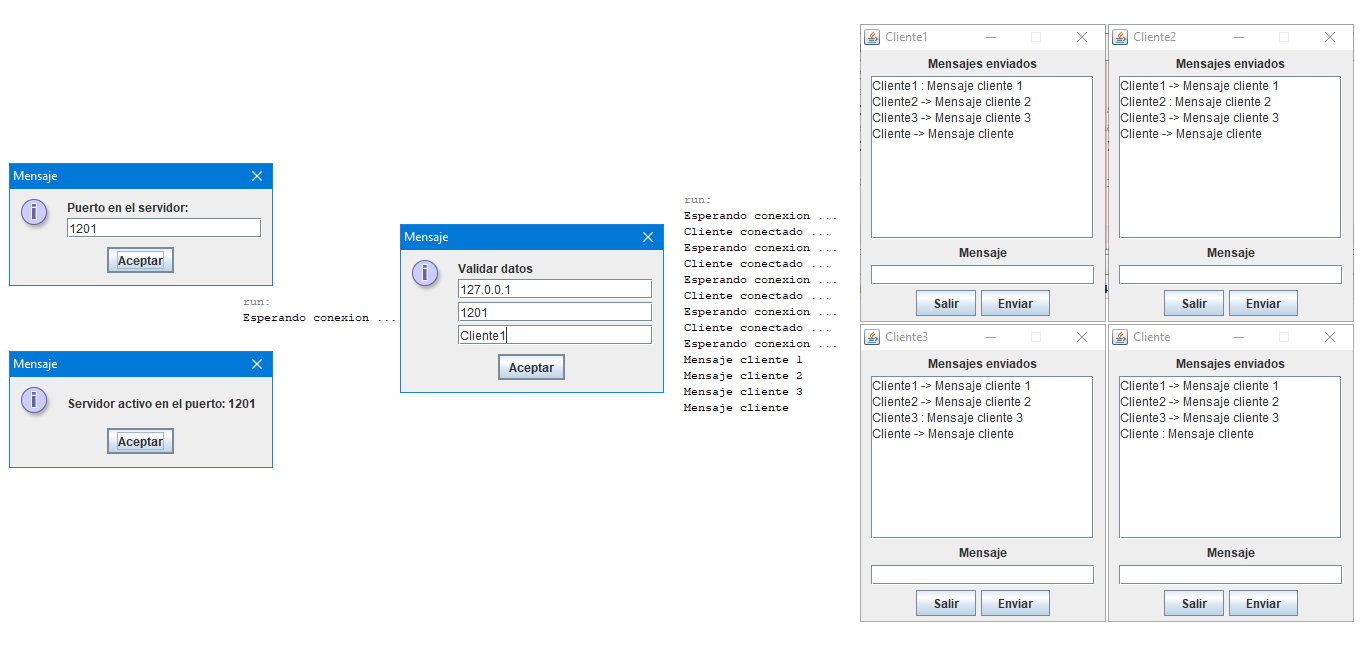 Mensaje
Puerto en el servidor:
1201
Aceptar
run:
Esperando conexion ...
Mensaje
Servidor activo en el puerto: 1201
Aceptar
Mensaje
Validar datos
127.0.0.1
1201
Cliente1
Aceptar
run:
Esperando conexion ...
Cliente conectado ...
Esperando conexion ...
Cliente conectado ...
Esperando conexion ...
Cliente conectado ...
Esperando conexion ...
Cliente conectado ...
Esperando conexion ...
Mensaje cliente 1
Mensaje cliente 2
Mensaje cliente 3
Mensaje cliente
Cliente1
Mensajes enviados
Cliente1 : Mensaje cliente 1
Cliente2 -> Mensaje cliente 2
Cliente3 -> Mensaje cliente 3
Cliente -> Mensaje cliente
Mensaje
Salir Enviar
Cliente2
Mensajes enviados
Cliente1 -> Mensaje cliente 1
Cliente2 : Mensaje cliente 2
Cliente3 -> Mensaje cliente 3
Cliente -> Mensaje cliente
Mensaje
Salir Enviar
Cliente3
Mensajes enviados
Cliente1 -> Mensaje cliente 1
Cliente2 -> Mensaje cliente 2
Cliente3 : Mensaje cliente 3
Cliente -> Mensaje cliente
Mensaje
Salir Enviar
Cliente
Mensajes enviados
Cliente1 -> Mensaje cliente 1
Cliente2 -> Mensaje cliente 2
Cliente3 -> Mensaje cliente 3
Cliente : Mensaje cliente
Mensaje
Salir Enviar